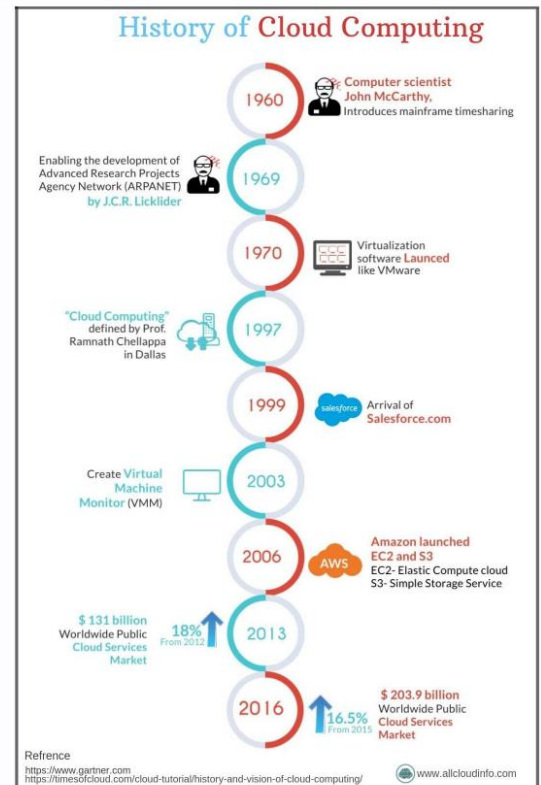 History of Cloud Computing
1960
Computer scientist
John McCarthy,
Introduces mainframe timesharing
Enabling the development of
Advanced Research Projects
Agency Network (ARPANET)
by J.C.R. Licklider
1969
1970
Virtualization
software Launced
like VMware
"Cloud Computing"
defined by Prof.
Ramnath Chellappa
in Dallas
1997
1999
salesforce
Arrival of
Salesforce.com
Create Virtual
Machine
Monitor (VMM)
2003
2006
AWS
Amazon launched
EC2 and S3
EC2- Elastic Compute cloud
S3- Simple Storage Service
$ 131 billion
Worldwide Public
Cloud Services
Market
18%
From 2012
2013
2016
16.5%
From 2015
$ 203.9 billion
Worldwide Public
Cloud Services
Market
Refrence
https://www.gartner.com
https://timesofcloud.com/cloud-tutorial/history-and-vision-of-cloud-computing/
www.allcloudinfo.com